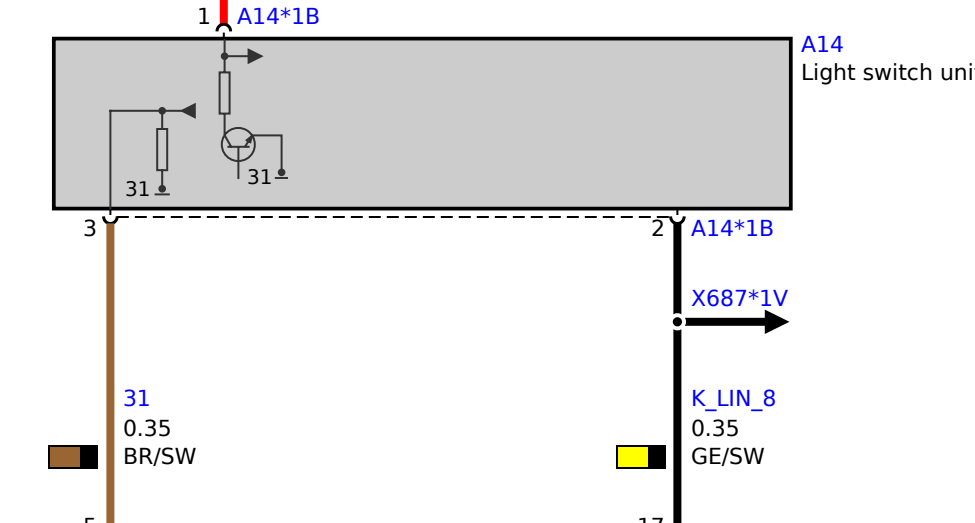 1 A14*1B
A14
Light switch
31
31
3
2 A14*1B
X687*1V
31
0.35
BR/SW
K_LIN_8
0.35
GE/SW
17